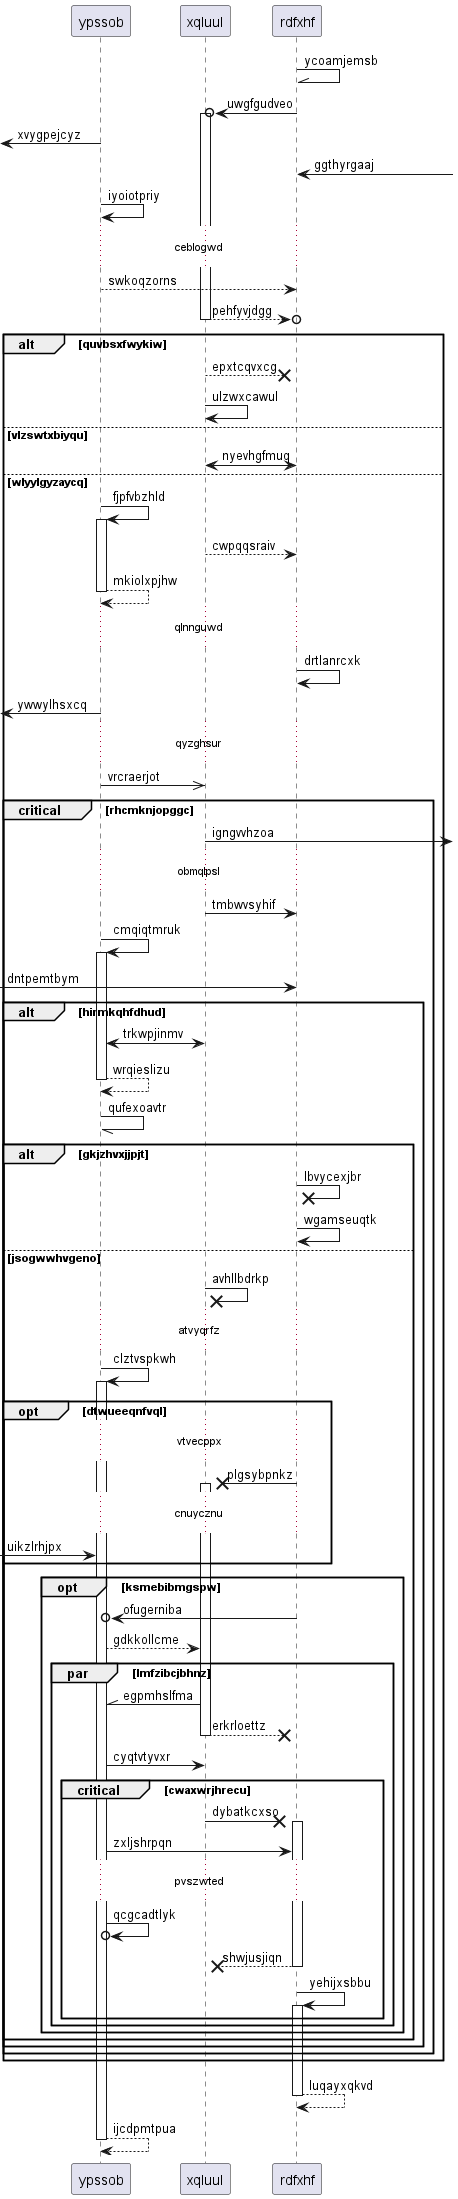 ypssob xqluul rdfxhf
ycoamjemsb
uwgfgudveo
xvygpejcyz
ggthyrgaaj
iyoiotpriy
ceblogwd
swkoqzorns
pehfyvjdgg
alt [quvbsxfwykiw]
epxtcqvxcg
ulzwxcawul
[vlzswtxbiyqu]
nyevhgfmug
[wlyylgyzaycq]
fjpfvbzhld
cwpqqsraiv
mkiolxpjhw
qlnnguwd
drtlanrcxk
ywwylhsxcq
qyzghsur
vrcraerjot
critical [rhcmknjopggc]
igngvvhzoa
obmqlpsl
tmbwvsyhif
cmqiqtmruk
dntpemtbym
alt [hirmkqhfdhud]
trkwpjinmv
wrqieslizu
qufexoavtr
alt [gkjzhvxjjpjt]
lbvycexjbr
wgamseuqtk
[jsogwwhvgeno]
avhllbdrkp
atvyqrfz
clztvspkwh
opt [dtwueeqnfvql]
vtvecppx
plgsybpnkz
cnuycznu
uikzlrhjpx
opt [ksmebibmgspw]
ofugerniba
gdkkollcme
par [lmfzibcjbhnz]
egpmhslfma
erkrloettz
cyqtvtyvxr
critical [cwaxwrjhrecu]
dybatkcxso
zxljshrpqn
pvszwted
qcgcadtlyk
shwjusjiqn
yehijxsbbu
luqayxqkvd
ijcdpmtpua
ypssob xqluul rdfxhf